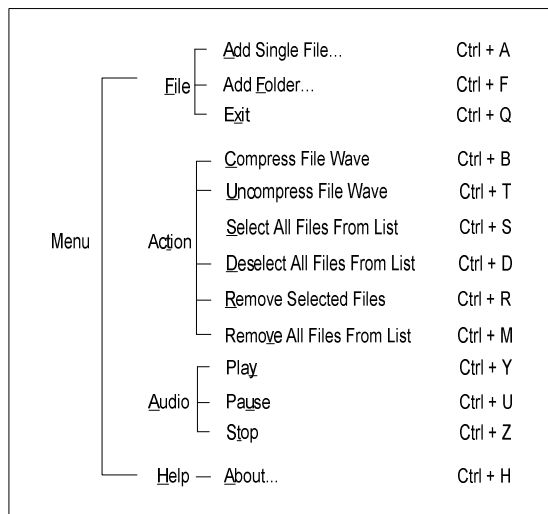 Menu
File
Add Single File... Ctrl + A
Add Folder... Ctrl + F
Exit Ctrl + Q
Action
Compress File Wave Ctrl + B
Uncompress File Wave Ctrl + T
Select All Files From List Ctrl + S
Deselect All Files From List Ctrl + D
Remove Selected Files Ctrl + R
Remove All Files From List Ctrl + M
Audio
Play Ctrl + Y
Pause Ctrl + U
Stop Ctrl + Z
Help
About... Ctrl + H